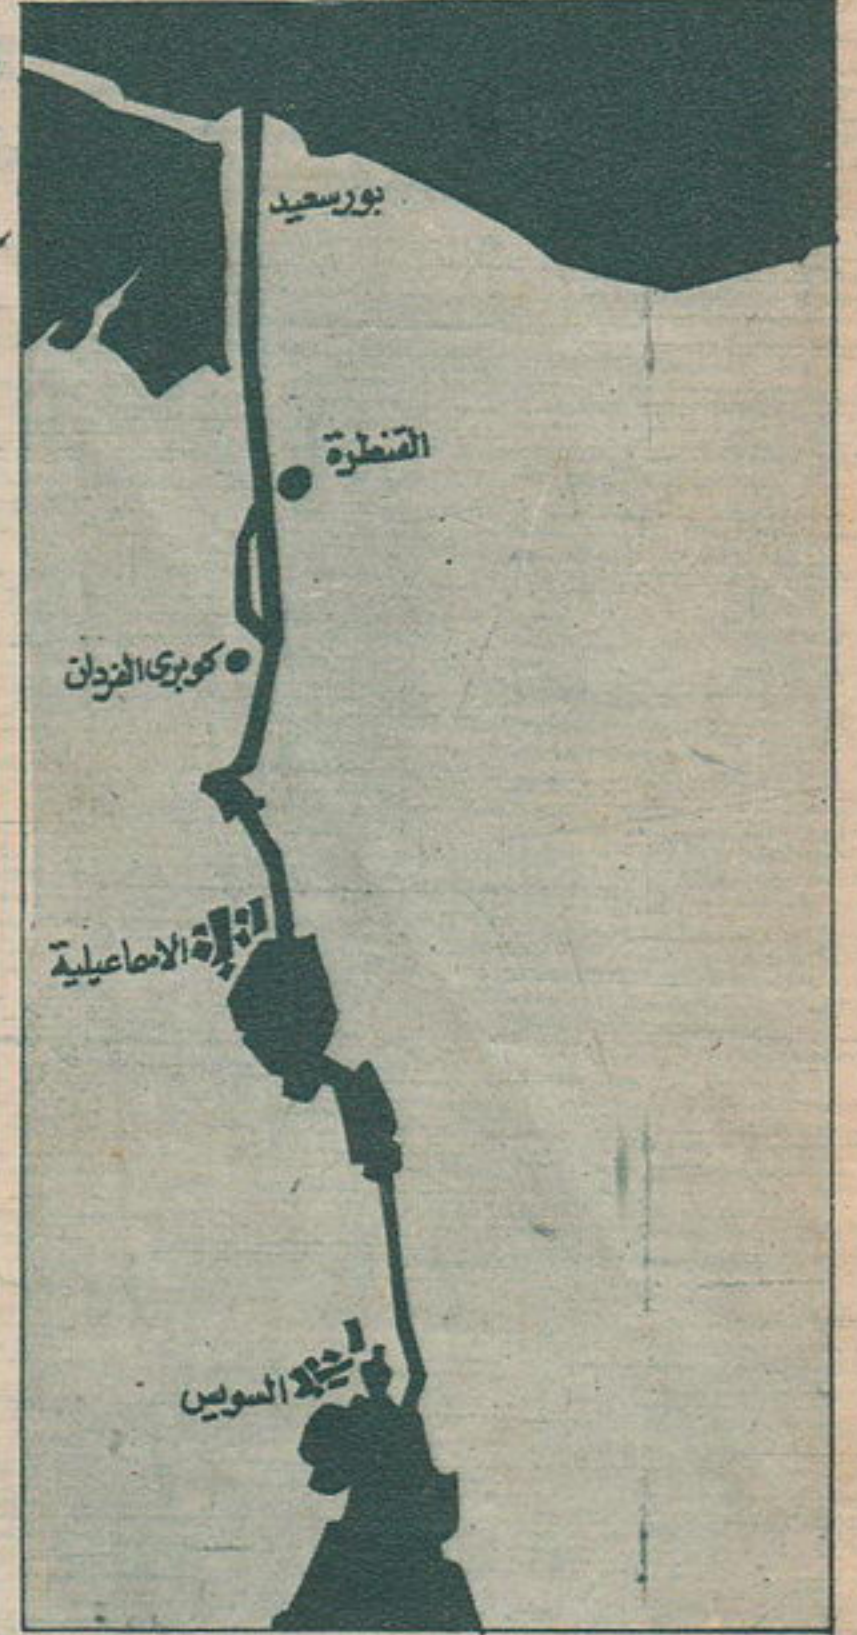 بورسعيد
القنطرة
كوبرى الفردان
الاسماعيلية
السويس